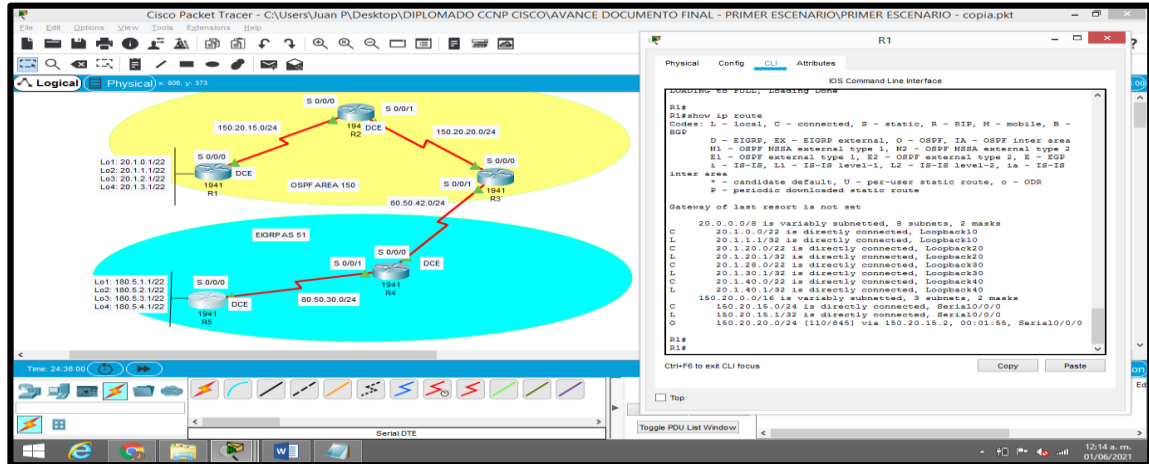 Cisco Packet Tracer - C:\Users\Juan P\Desktop\DIPLOMADO CCNP CISCO\AVANCE DOCUMENTO FINAL - PRIMER ESCENARIO\PRIMER ESCENARIO - copia.pkt
File Edit Options View Tools Extensions Help
Logical
Physical x: 808, y: 373
S 0/0/0
S 0/0/1
DCE
R2
150.20.15.0/24
150.20.20.0/24
Lo1: 20.1.0.1/22
Lo2: 20.1.1.1/22
Lo3: 20.1.2.1/22
Lo4: 20.1.3.1/22
S 0/0/0
DCE
1941
R1
OSPF AREA 150
S 0/0/0
S 0/0/1
1941
R3
80.50.42.0/24
EIGRP AS 51
S 0/0/0
S 0/0/1
DCE
1941
R4
Lo1: 180.5.1.1/22
Lo2: 180.5.2.1/22
Lo3: 180.5.3.1/22
Lo4: 180.5.4.1/22
S 0/0/0
DCE
1941
R5
80.50.30.0/24
Time: 24:38:00
Serial DTE
Toggle PDU List Window
R1
Physical Config CLI Attributes
IOS Command Line Interface
LOADING to FULL, Loading Done
R1#
R1#show ip route
Codes: L - local, C - connected, S - static, R - RIP, M - mobile, B -
BGP
D - EIGRP, EX - EIGRP external, O - OSPF, IA - OSPF inter area
N1 - OSPF NSSA external type 1, N2 - OSPF NSSA external type 2
E1 - OSPF external type 1, E2 - OSPF external type 2, E - EGP
i - IS-IS, L1 - IS-IS level-1, L2 - IS-IS level-2, ia - IS-IS
inter area
* - candidate default, U - per-user static route, o - ODR
P - periodic downloaded static route
Gateway of last resort is not set
20.0.0.0/8 is variably subnetted, 8 subnets, 2 masks
C 20.1.0.0/22 is directly connected, Loopback10
L 20.1.1.1/32 is directly connected, Loopback10
C 20.1.20.0/22 is directly connected, Loopback20
L 20.1.20.1/32 is directly connected, Loopback20
C 20.1.28.0/22 is directly connected, Loopback30
L 20.1.30.1/32 is directly connected, Loopback30
C 20.1.40.0/22 is directly connected, Loopback40
L 20.1.40.1/32 is directly connected, Loopback40
150.20.0.0/16 is variably subnetted, 3 subnets, 2 masks
C 150.20.15.0/24 is directly connected, Serial0/0/0
L 150.20.15.1/32 is directly connected, Serial0/0/0
O 150.20.20.0/24 [110/845] via 150.20.15.2, 00:01:55, Serial0/0/0
R1#
R1#
Ctrl+F6 to exit CLI focus
Copy
Paste
Top
12:14 a. m.
01/06/2021